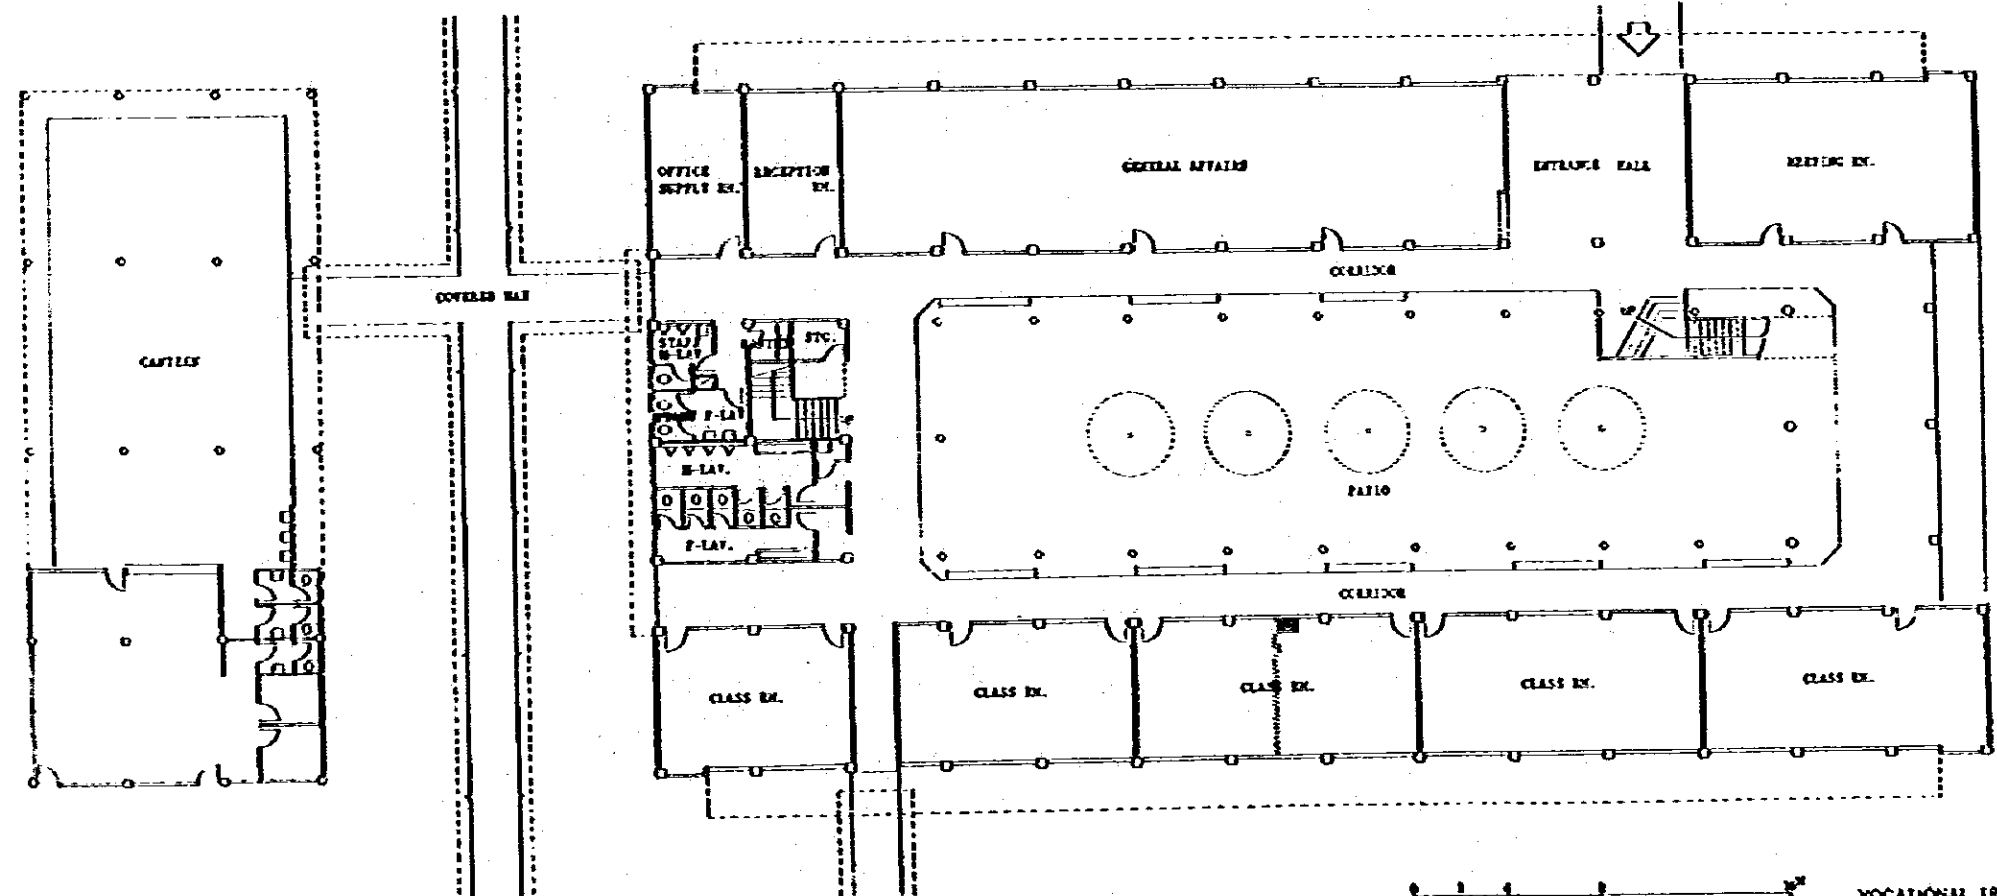 OFFICE
SUPPLY RM.
RECEPTION
RM.
GENERAL AFFAIRS
ENTRANCE HALL
MEETING RM.
CORRIDOR
COVERED WAY
UP
STAFF
M-LAV
STG.
CANTEEN
F-LAV
M-LAV.
PATIO
F-LAV.
CORRIDOR
CLASS RM.
CLASS RM.
CLASS RM.
CLASS RM.
CLASS RM.
VOCATIONAL